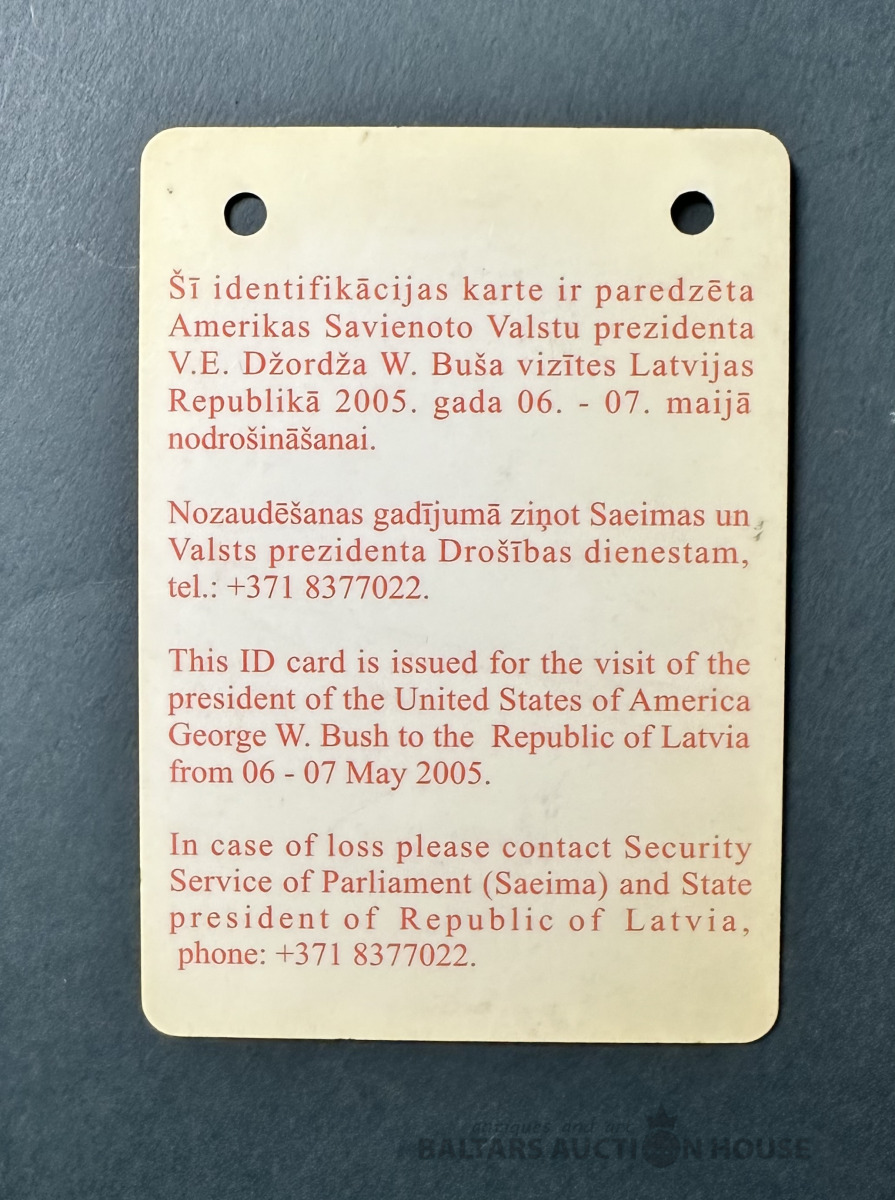 Šī identifikācijas karte ir paredzēta
Amerikas Savienoto Valstu prezidenta
V.E. Džordža W. Buša vizītes Latvijas
Republikā 2005. gada 06. - 07. maijā
nodrošināšanai.
Nozaudēšanas gadījumā ziņot Saeimas un
Valsts prezidenta Drošības dienestam,
tel.: +371 8377022.
This ID card is issued for the visit of the
president of the United States of America
George W. Bush to the Republic of Latvia
from 06 - 07 May 2005.
In case of loss please contact Security
Service of Parliament (Saeima) and State
president of Republic of Latvia,
phone: +371 8377022.
antiques and art
BALTARS AUCTION HOUSE